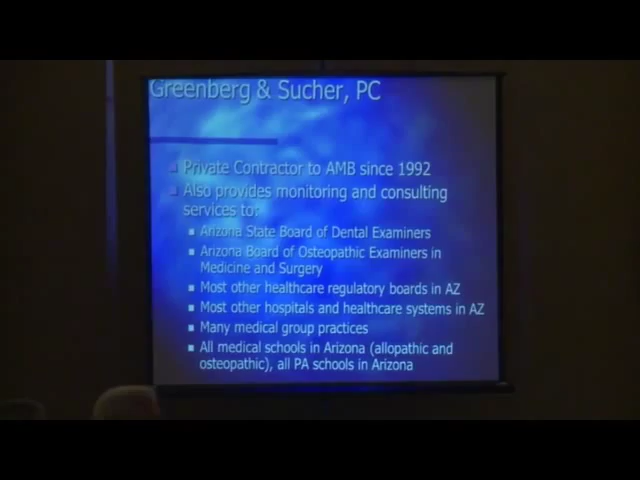 Greenberg & Sucher, PC
Private Contractor to AMB since 1992
Also provides monitoring and consulting
services to:
Arizona State Board of Dental Examiners
Arizona Board of Osteopathic Examiners in
Medicine and Surgery
Most other healthcare regulatory boards in AZ
Most other hospitals and healthcare systems in AZ
Many medical group practices
All medical schools in Arizona (allopathic and
osteopathic), all PA schools in Arizona